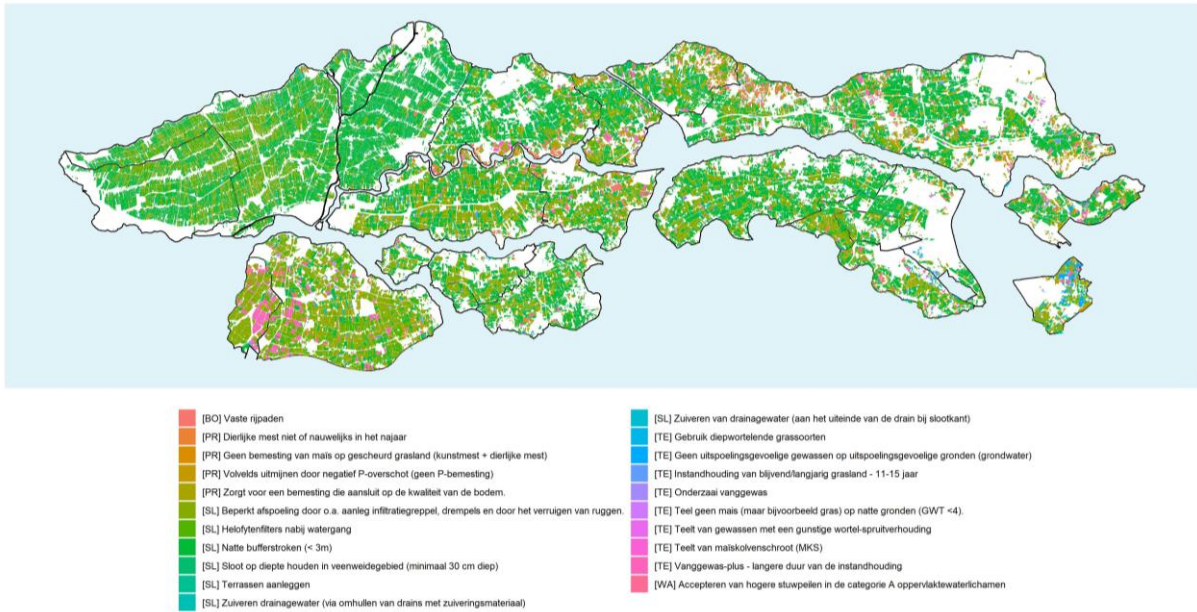 [BO] Vaste rijpaden
[PR] Dierlijke mest niet of nauwelijks in het najaar
[PR] Geen bemesting van maïs op gescheurd grasland (kunstmest + dierlijke mest)
[PR] Volvelds uitmijnen door negatief P-overschot (geen P-bemesting)
[PR] Zorgt voor een bemesting die aansluit op de kwaliteit van de bodem.
[SL] Beperkt afspoeling door o.a. aanleg infiltratiegreppel, drempels en door het verruigen van ruggen.
[SL] Helofytenfilters nabij watergang
[SL] Natte bufferstroken (< 3m)
[SL] Sloot op diepte houden in veenweidegebied (minimaal 30 cm diep)
[SL] Terrassen aanleggen
[SL] Zuiveren drainagewater (via omhullen van drains met zuiveringsmateriaal)
[SL] Zuiveren van drainagewater (aan het uiteinde van de drain bij slootkant)
[TE] Gebruik diepwortelende grassoorten
[TE] Geen uitspoelingsgevoelige gewassen op uitspoelingsgevoelige gronden (grondwater)
[TE] Instandhouding van blijvend/langjarig grasland - 11-15 jaar
[TE] Onderzaai vanggewas
[TE] Teel geen mais (maar bijvoorbeeld gras) op natte gronden (GWT <4).
[TE] Teelt van gewassen met een gunstige wortel-spruitverhouding
[TE] Teelt van maïskolvenschroot (MKS)
[TE] Vanggewas-plus - langere duur van de instandhouding
[WA] Accepteren van hogere stuwpeilen in de categorie A oppervlaktewaterlichamen